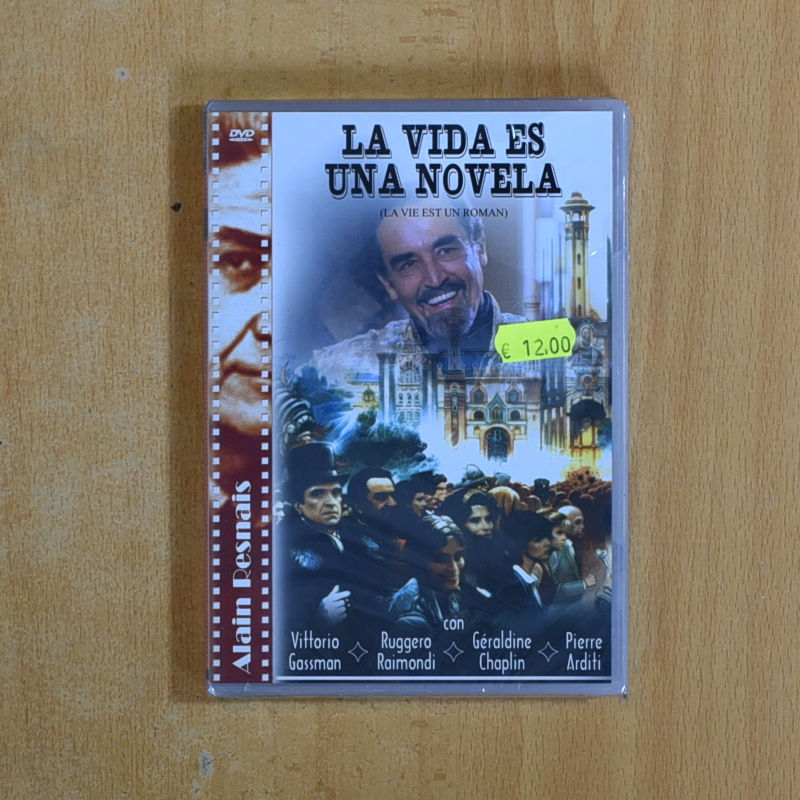 DVD
LA VIDA ES
UNA NOVELA
(LA VIE EST UN ROMAN)
€ 12.00
Alain Resnais
con
Vittorio Gassman
Ruggero Raimondi
Géraldine Chaplin
Pierre Arditi